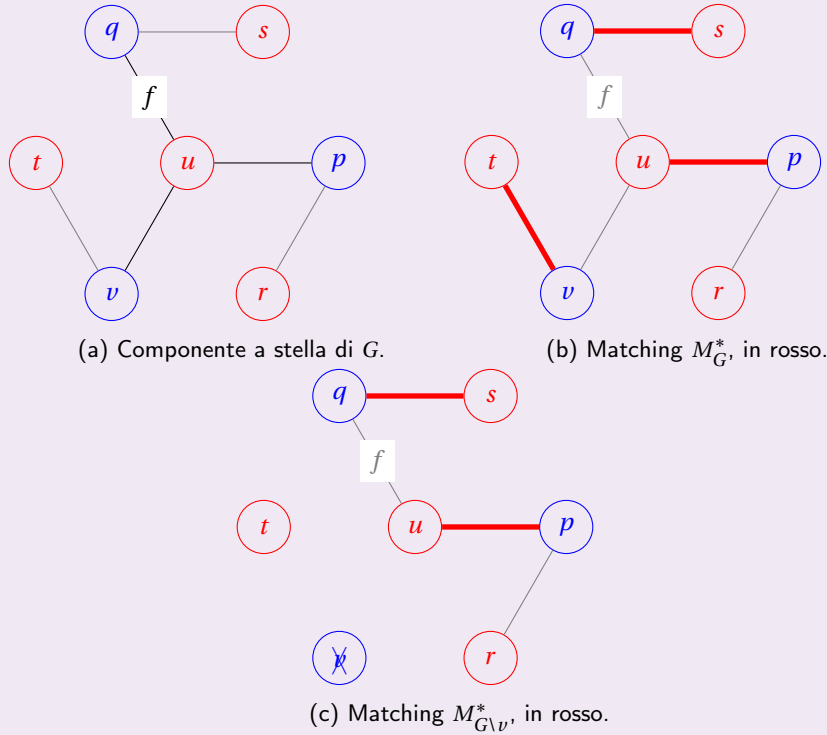 q s q s
f f
t u p t u p
v r v r
(a) Componente a stella di G. (b) Matching M*_G, in rosso.
q s
f
t u p
v r
(c) Matching M*_{G\v}, in rosso.